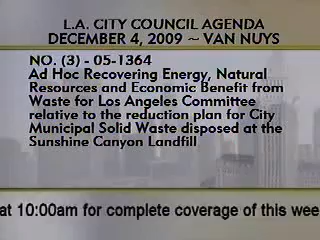 L.A. CITY COUNCIL AGENDA
DECEMBER 4, 2009 ~ VAN NUYS
NO. (3) - 05-1364
Ad Hoc Recovering Energy, Natural
Resources and Economic Benefit from
Waste for Los Angeles Committee
relative to the reduction plan for City
Municipal Solid Waste disposed at the
Sunshine Canyon Landfill
at 10:00am for complete coverage of this wee